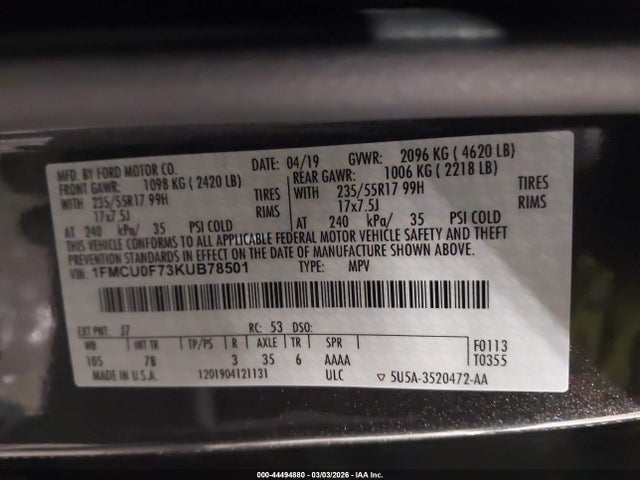 MFD. BY FORD MOTOR CO.
DATE: 04/19 GVWR: 2096 KG ( 4620 LB)
FRONT GAWR: 1098 KG ( 2420 LB)
WITH 235/55R17 99H TIRES
17x7.5J RIMS
AT 240 kPa/ 35 PSI COLD
REAR GAWR: 1006 KG ( 2218 LB)
WITH 235/55R17 99H TIRES
17x7.5J RIMS
AT 240 kPa/ 35 PSI COLD
THIS VEHICLE CONFORMS TO ALL APPLICABLE FEDERAL MOTOR VEHICLE SAFETY AND THEFT
PREVENTION STANDARDS IN EFFECT ON THE DATE OF MANUFACTURE SHOWN ABOVE.
VIN: 1FMCU0F73KUB78501 TYPE: MPV
EXT PNT: J7 RC: 53 DSO:
WB INT TR TP/PS R AXLE TR SPR
105 7B 3 35 6 AAAA
F0113
T0355
MADE IN U.S.A. 1201904121131 ULC ▽ 5U5A-3520472-AA
000-44494880 | 03/03/2026 | IAA Inc.